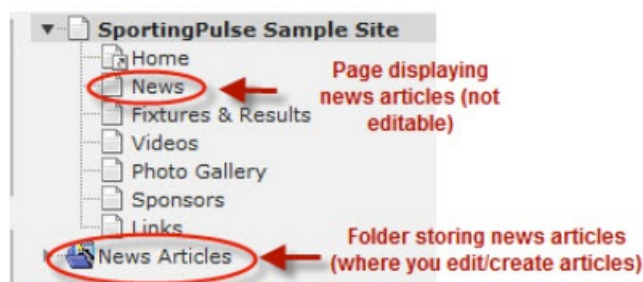 SportingPulse Sample Site
Home
News
Fixtures & Results
Videos
Photo Gallery
Sponsors
Links
News Articles
Page displaying
news articles (not
editable)
Folder storing news articles
(where you edit/create articles)